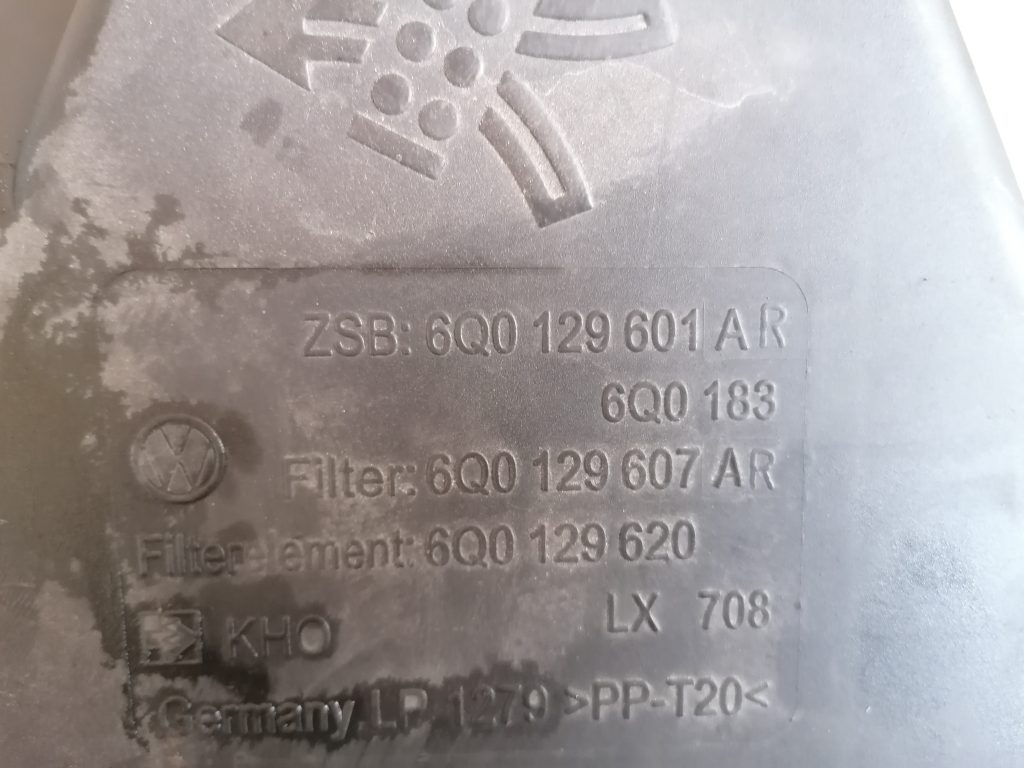 ZSB: 6Q0 129 601 AR
6Q0 183
Filter: 6Q0 129 607 AR
Filterelement: 6Q0 129 620
LX 708
KHO
Germany LP 1279 >PP-T20<